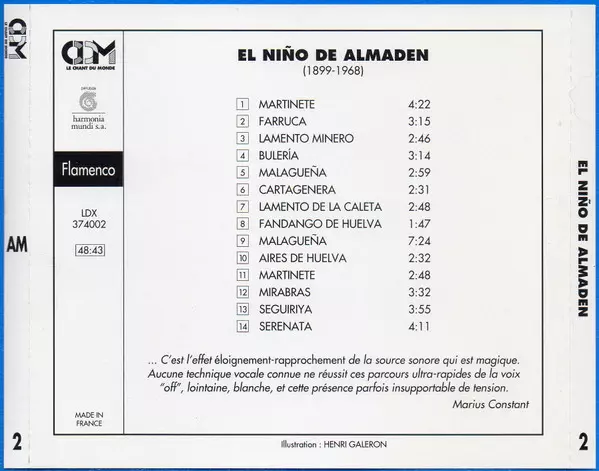 CDM
LE CHANT DU MONDE
DIFFUSION
harmonia
mundi s.a.
Flamenco
LDX
374002
48:43
MADE IN
FRANCE
EL NIÑO DE ALMADEN
(1899-1968)
1 MARTINETE 4:22
2 FARRUCA 3:15
3 LAMENTO MINERO 2:46
4 BULERÍA 3:14
5 MALAGUEÑA 2:59
6 CARTAGENERA 2:31
7 LAMENTO DE LA CALETA 2:48
8 FANDANGO DE HUELVA 1:47
9 MALAGUEÑA 7:24
10 AIRES DE HUELVA 2:32
11 MARTINETE 2:48
12 MIRABRAS 3:32
13 SEGUIRIYA 3:55
14 SERENATA 4:11
... C'est l'effet éloignement-rapprochement de la source sonore qui est magique.
Aucune technique vocale connue ne réussit ces parcours ultra-rapides de la voix
"off", lointaine, blanche, et cette présence parfois insupportable de tension.
Marius Constant
Illustration : HENRI GALERON
CDM
AM
2
EL NIÑO DE ALMADEN
2